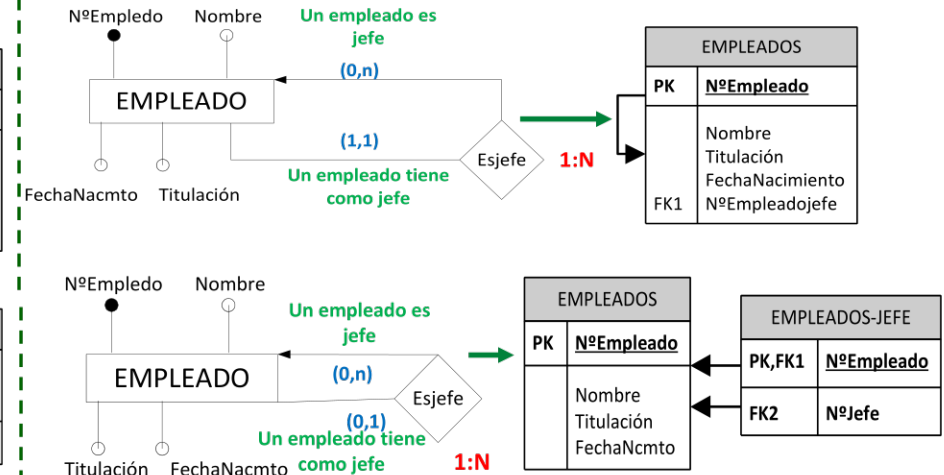 NºEmpledo
Nombre
Un empleado es
jefe
(0,n)
EMPLEADO
(1,1)
Un empleado tiene
como jefe
Esjefe
1:N
FechaNacmto
Titulación
EMPLEADOS
PK NºEmpleado
Nombre
Titulación
FechaNacimiento
FK1 NºEmpleadojefe
NºEmpledo
Nombre
Un empleado es
jefe
(0,n)
EMPLEADO
(0,1)
Un empleado tiene
como jefe
Esjefe
1:N
Titulación
FechaNacmto
EMPLEADOS
PK NºEmpleado
Nombre
Titulación
FechaNcmto
EMPLEADOS-JEFE
PK,FK1 NºEmpleado
FK2 NºJefe